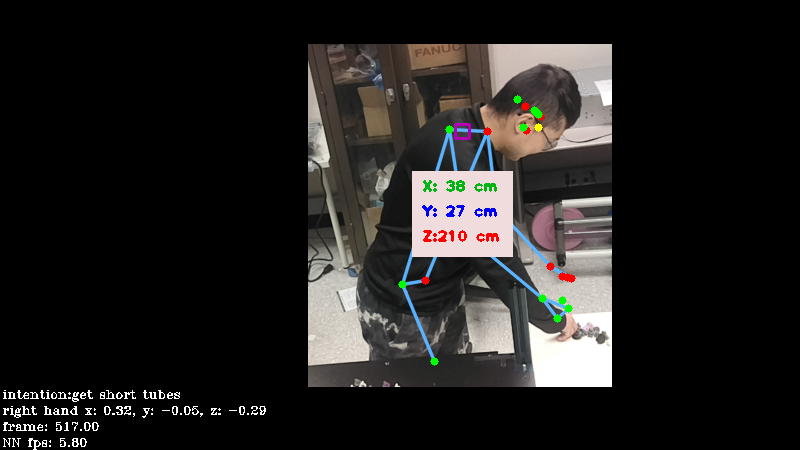 FANUC
X: 38 cm
Y: 27 cm
Z:210 cm
intention:get short tubes
right hand x: 0.32, y: -0.05, z: -0.29
frame: 517.00
NN fps: 5.80